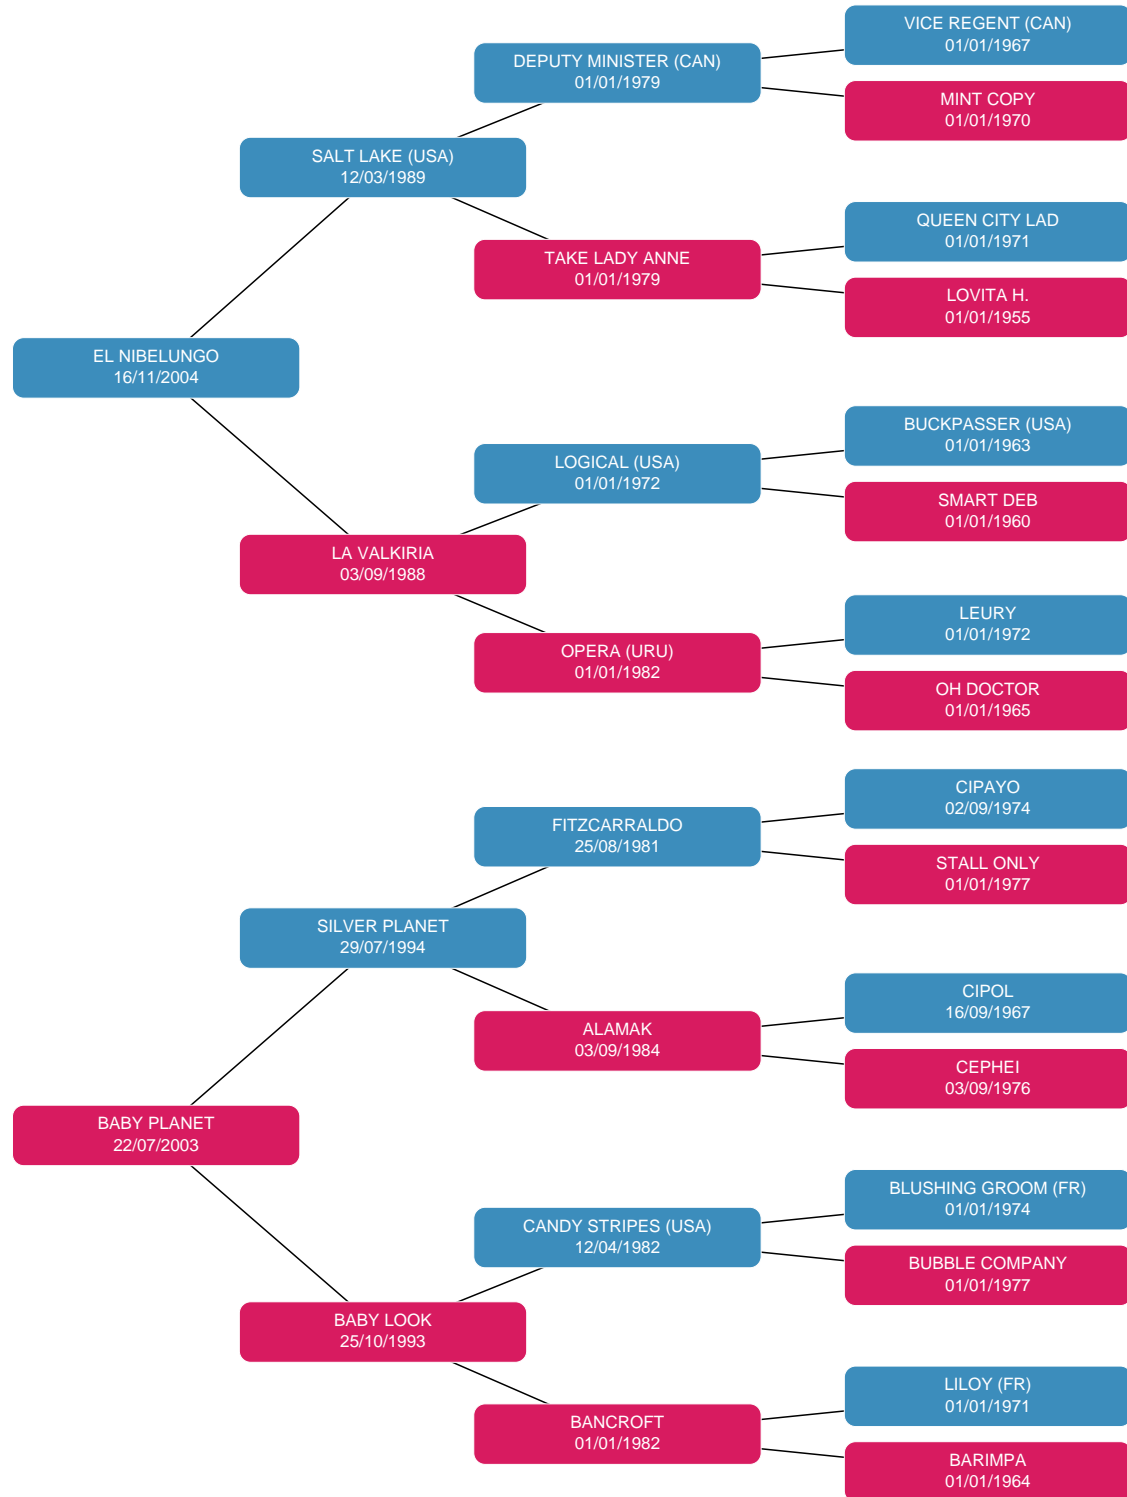 VICE REGENT (CAN)
01/01/1967
DEPUTY MINISTER (CAN)
01/01/1979
MINT COPY
01/01/1970
SALT LAKE (USA)
12/03/1989
QUEEN CITY LAD
01/01/1971
TAKE LADY ANNE
01/01/1979
LOVITA H.
01/01/1955
EL NIBELUNGO
16/11/2004
BUCKPASSER (USA)
01/01/1963
LOGICAL (USA)
01/01/1972
SMART DEB
01/01/1960
LA VALKIRIA
03/09/1988
LEURY
01/01/1972
OPERA (URU)
01/01/1982
OH DOCTOR
01/01/1965
CIPAYO
02/09/1974
FITZCARRALDO
25/08/1981
STALL ONLY
01/01/1977
SILVER PLANET
29/07/1994
CIPOL
16/09/1967
ALAMAK
03/09/1984
CEPHEI
03/09/1976
BABY PLANET
22/07/2003
BLUSHING GROOM (FR)
01/01/1974
CANDY STRIPES (USA)
12/04/1982
BUBBLE COMPANY
01/01/1977
BABY LOOK
25/10/1993
LILOY (FR)
01/01/1971
BANCROFT
01/01/1982
BARIMPA
01/01/1964